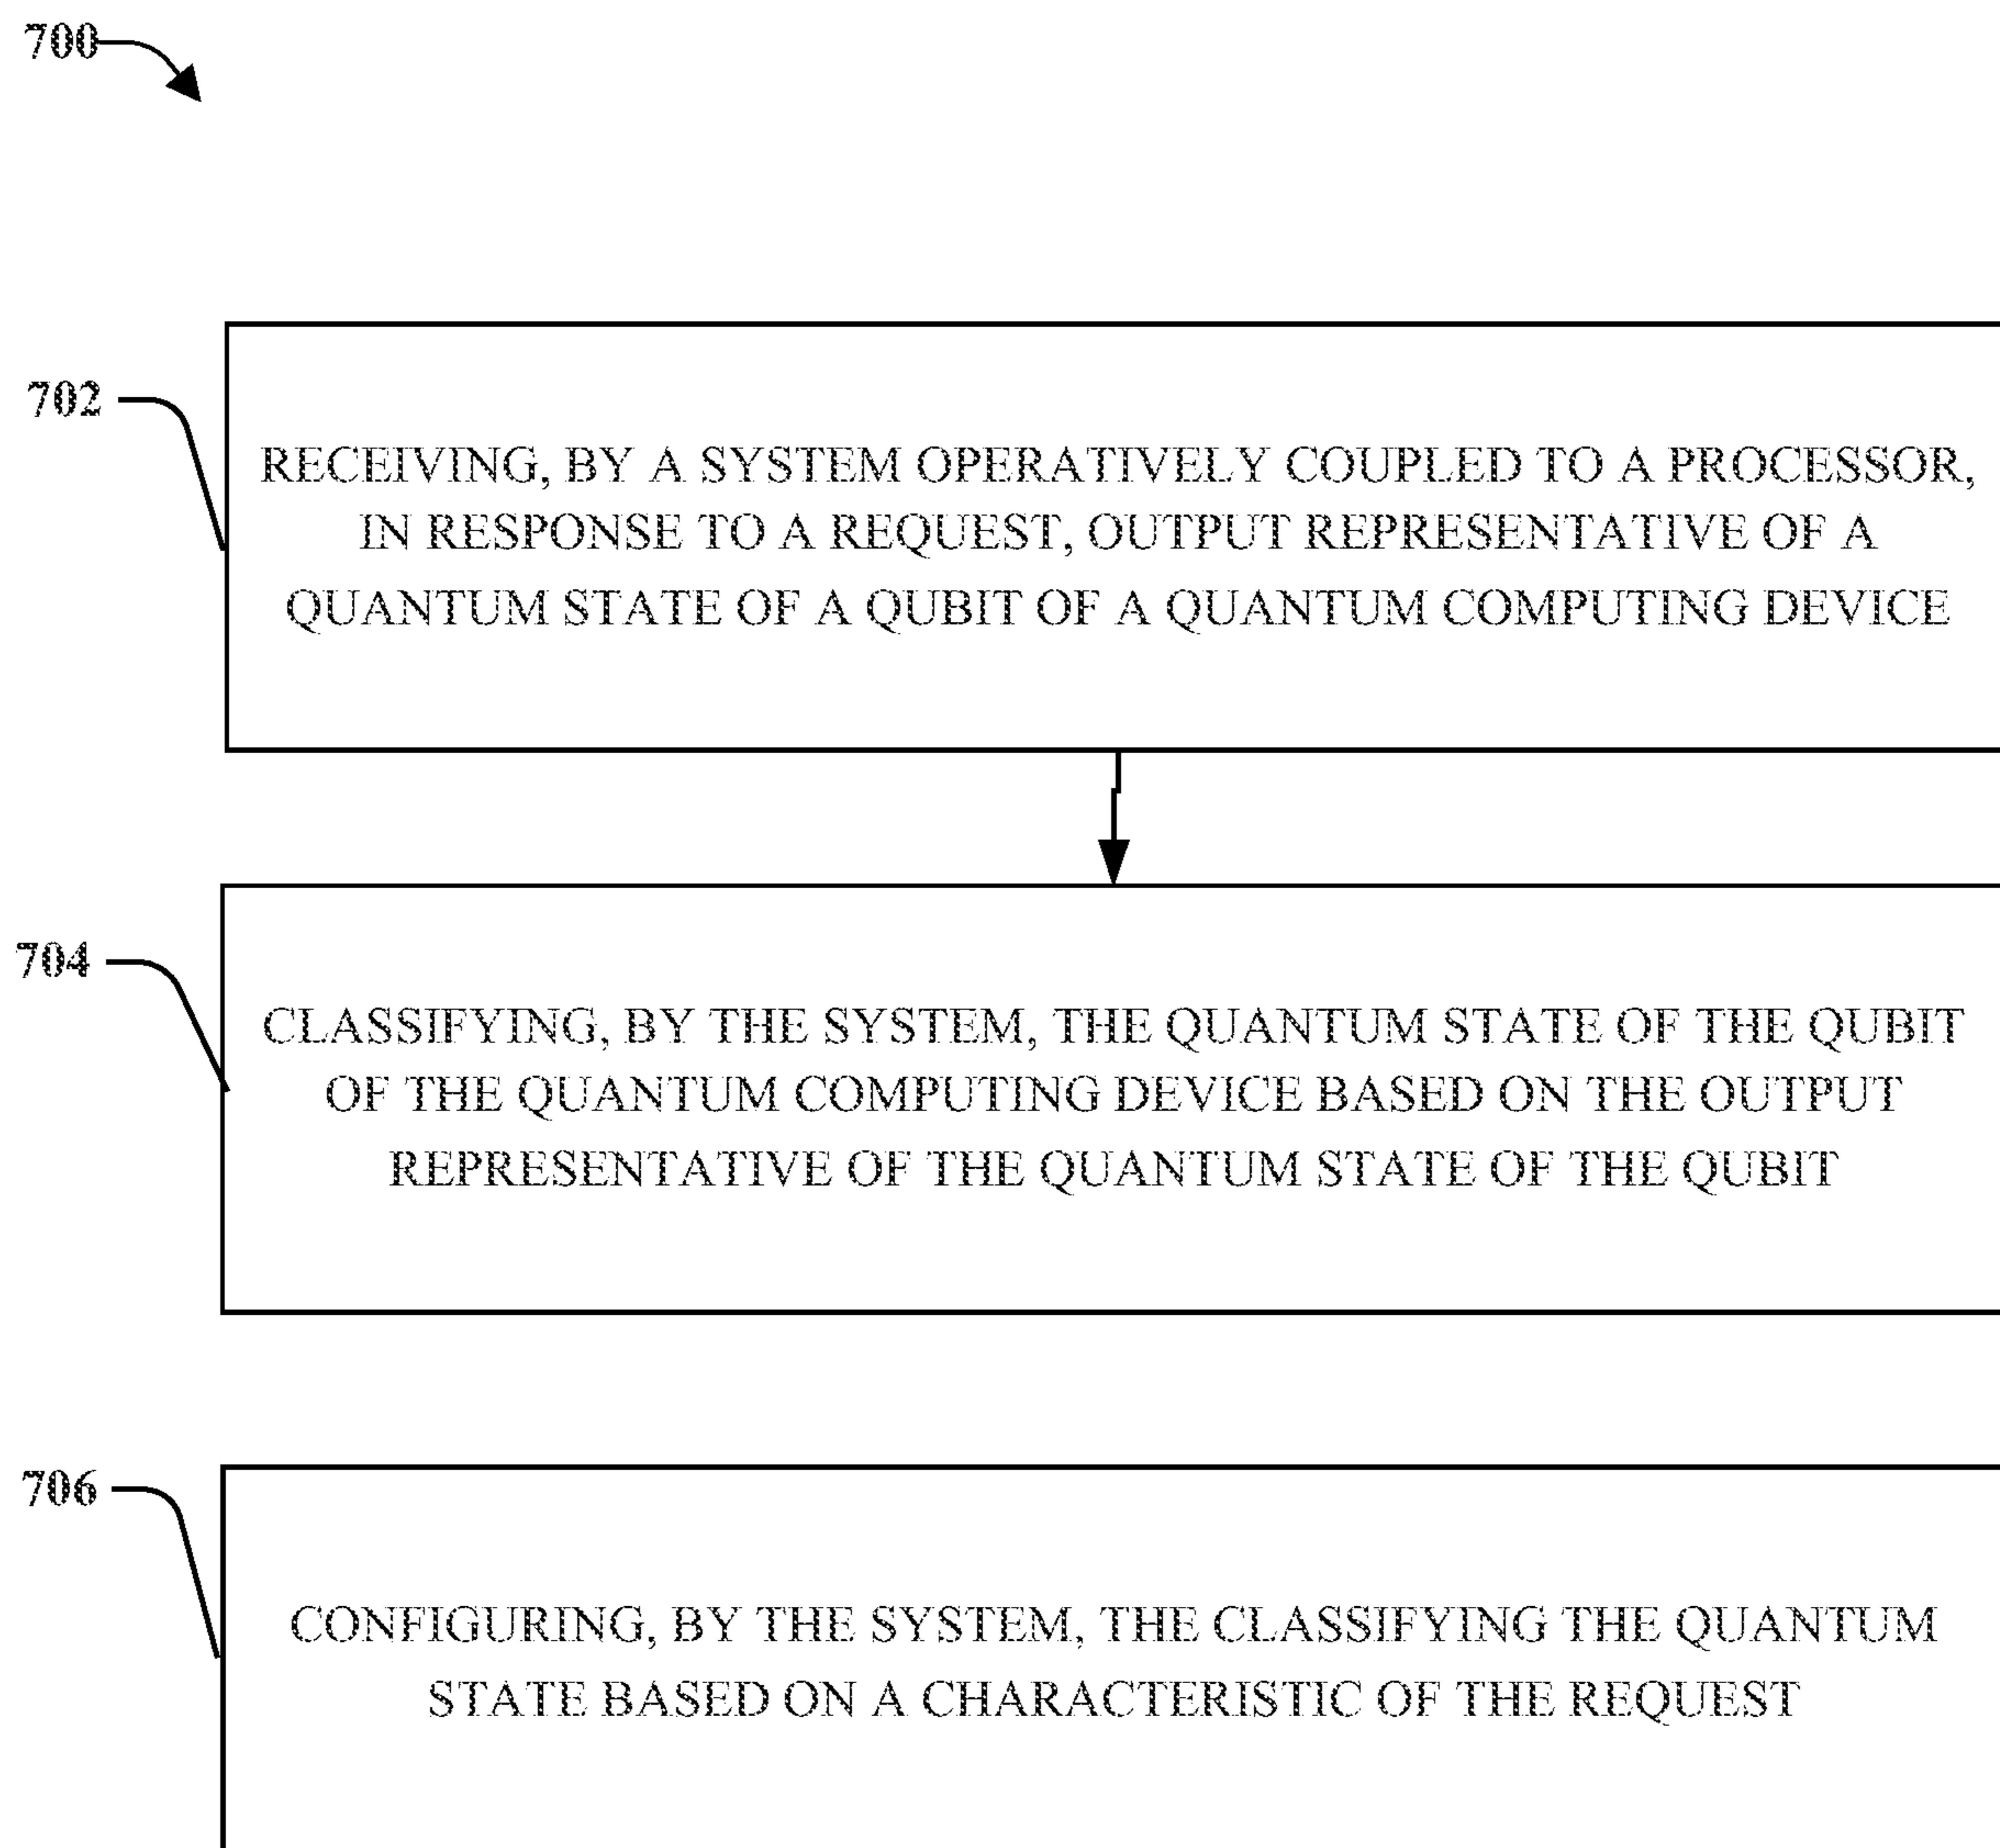 700
702
RECEIVING, BY A SYSTEM OPERATIVELY COUPLED TO A PROCESSOR,
IN RESPONSE TO A REQUEST, OUTPUT REPRESENTATIVE OF A
QUANTUM STATE OF A QUBIT OF A QUANTUM COMPUTING DEVICE
704
CLASSIFYING, BY THE SYSTEM, THE QUANTUM STATE OF THE QUBIT
OF THE QUANTUM COMPUTING DEVICE BASED ON THE OUTPUT
REPRESENTATIVE OF THE QUANTUM STATE OF THE QUBIT
706
CONFIGURING, BY THE SYSTEM, THE CLASSIFYING THE QUANTUM
STATE BASED ON A CHARACTERISTIC OF THE REQUEST